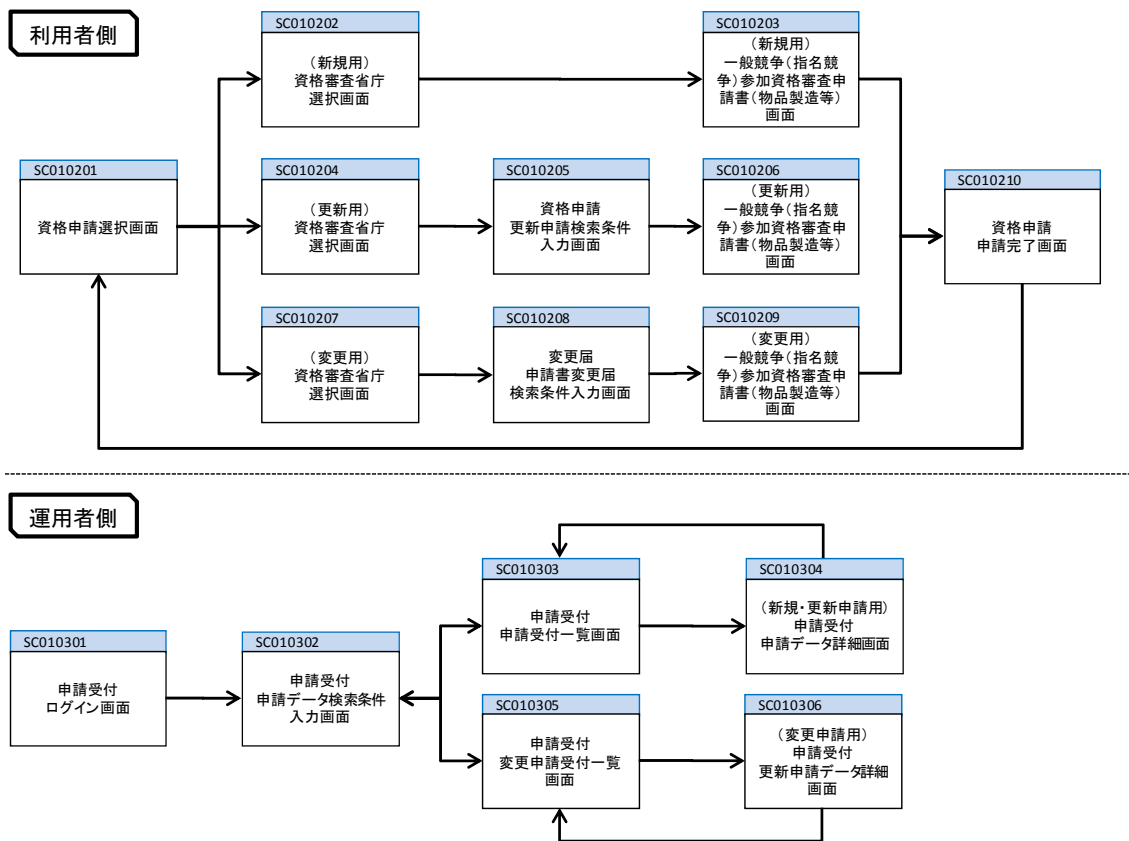 利用者側
SC010202
(新規用)
資格審査省庁
選択画面
SC010203
(新規用)
一般競争(指名競
争)参加資格審査申
請書(物品製造等)
画面
SC010201
資格申請選択画面
SC010204
(更新用)
資格審査省庁
選択画面
SC010205
資格申請
更新申請検索条件
入力画面
SC010206
(更新用)
一般競争(指名競
争)参加資格審査申
請書(物品製造等)
画面
SC010210
資格申請
申請完了画面
SC010207
(変更用)
資格審査省庁
選択画面
SC010208
変更届
申請書変更届
検索条件入力画面
SC010209
(変更用)
一般競争(指名競
争)参加資格審査申
請書(物品製造等)
画面
運用者側
SC010301
申請受付
ログイン画面
SC010302
申請受付
申請データ検索条件
入力画面
SC010303
申請受付
申請受付一覧画面
SC010304
(新規・更新申請用)
申請受付
申請データ詳細画面
SC010305
申請受付
変更申請受付一覧
画面
SC010306
(変更申請用)
申請受付
更新申請データ詳細
画面